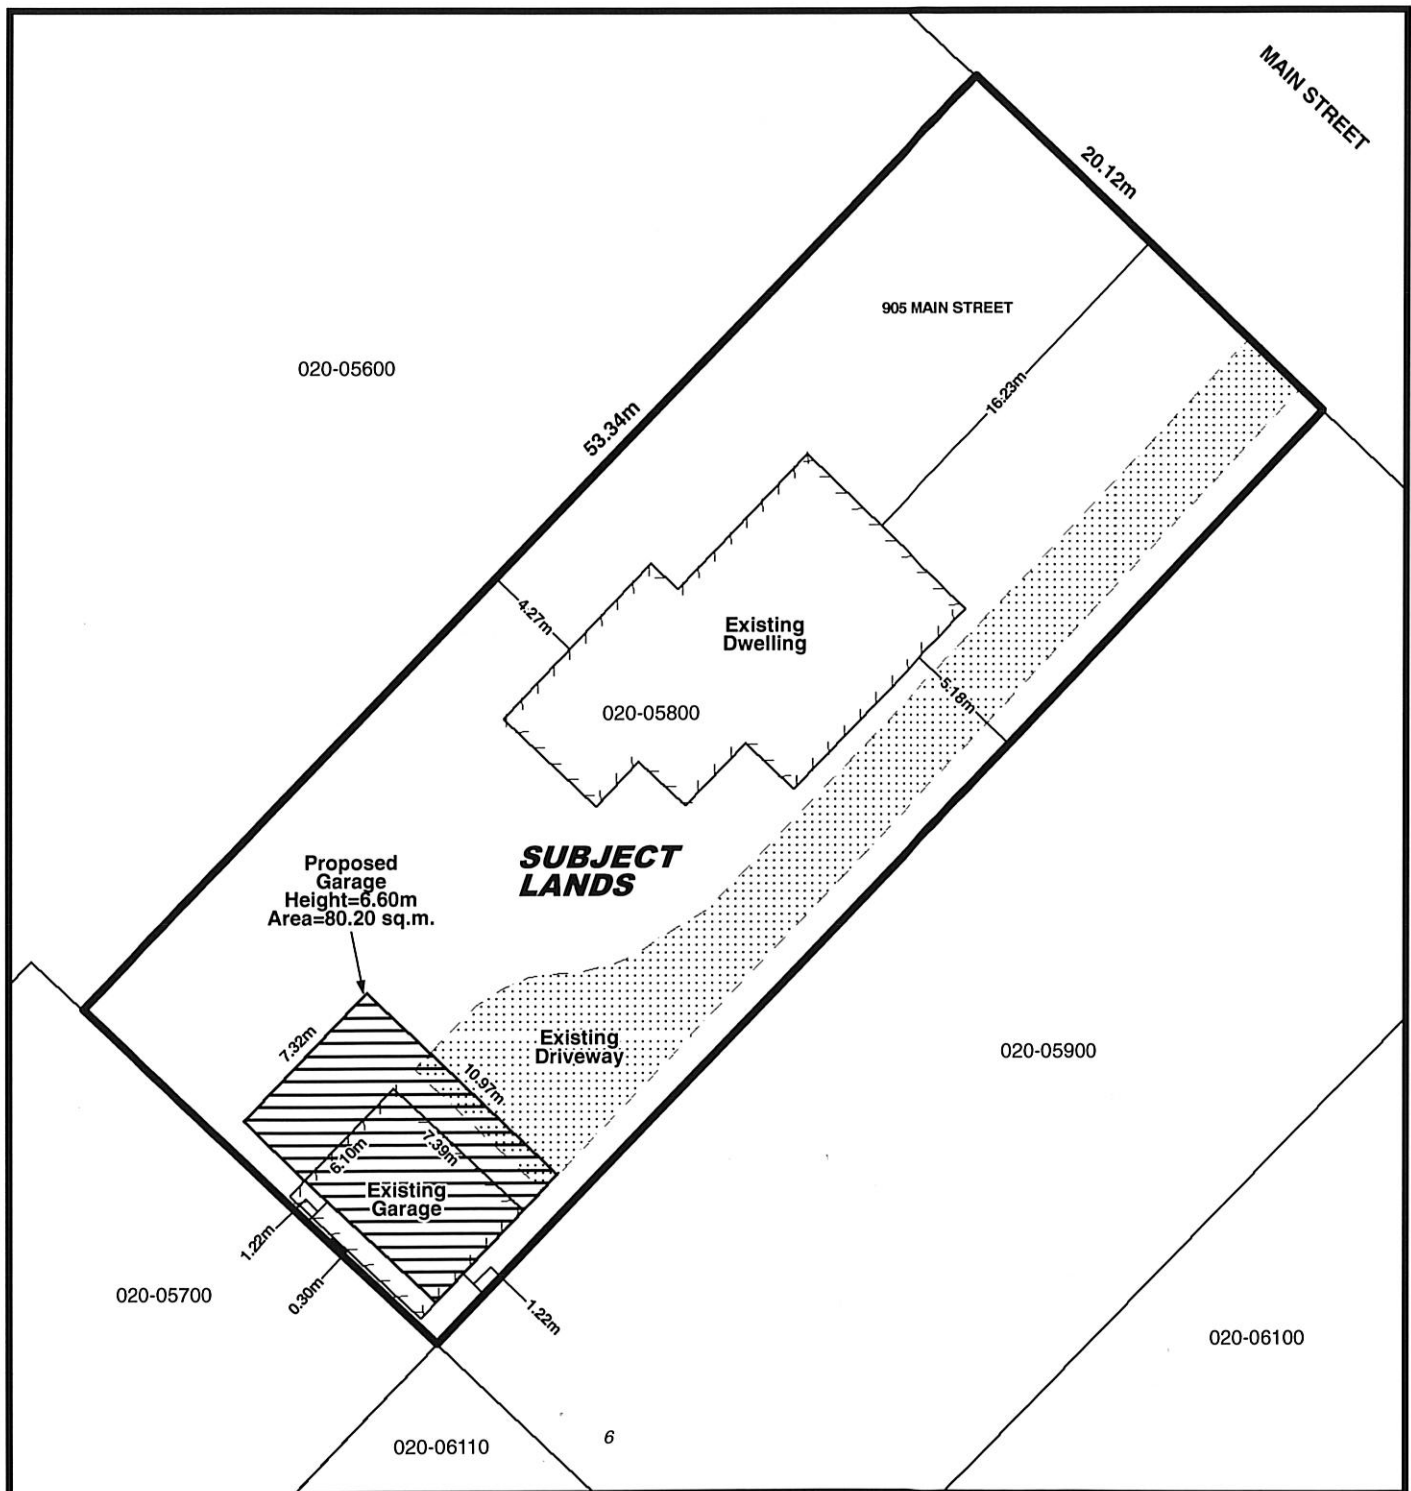 MAIN STREET
20.12m
905 MAIN STREET
020-05600
16.23m
53.34m
4.27m
Existing
Dwelling
5.18m
020-05800
SUBJECT
LANDS
Proposed
Garage
Height=6.60m
Area=80.20 sq.m.
7.32m
Existing
Driveway
020-05900
10.97m
6.10m
7.39m
Existing
Garage
1.22m
0.30m
1.22m
020-05700
020-06100
020-06110
6